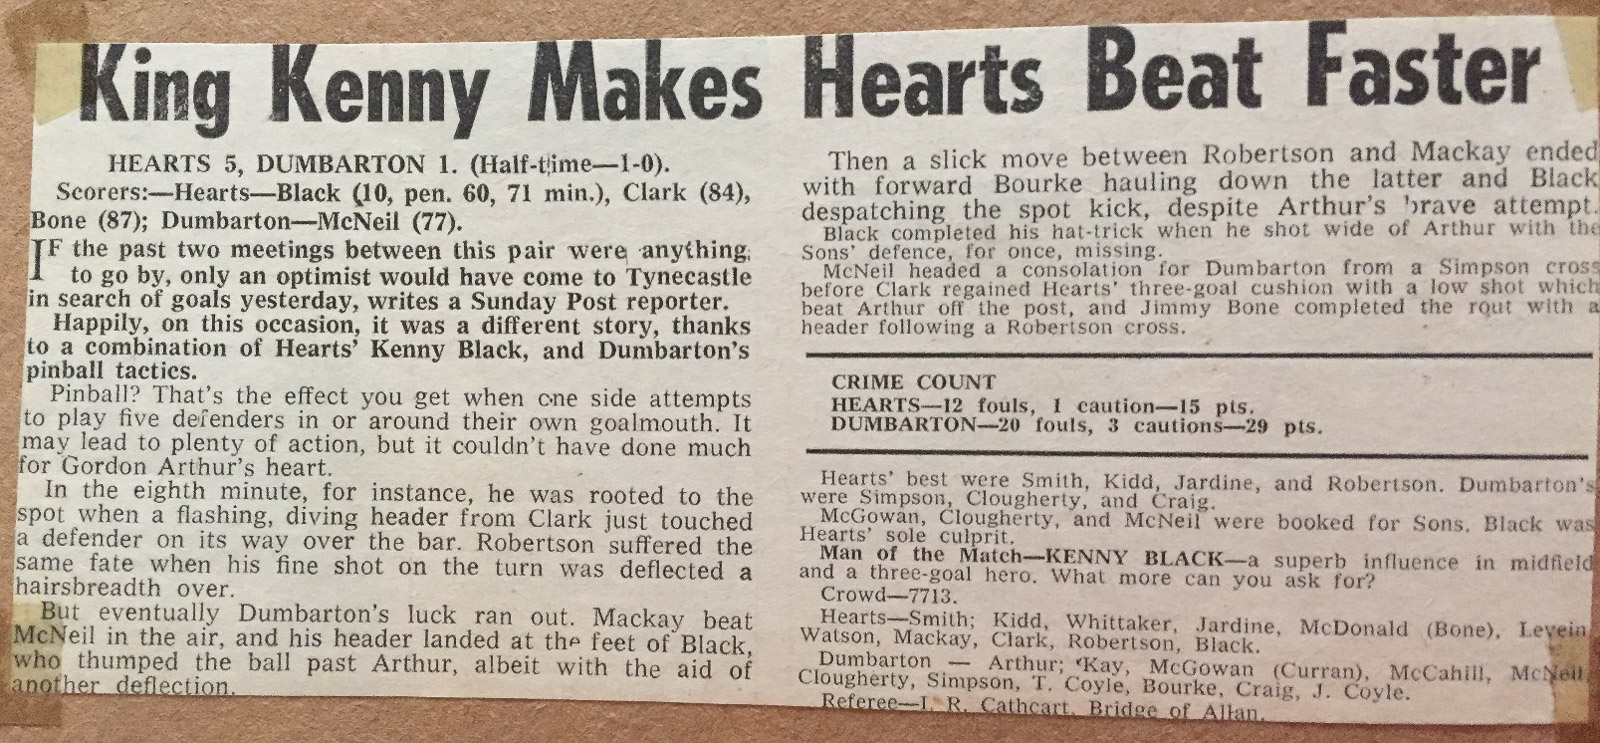 King Kenny Makes Hearts Beat Faster
HEARTS 5, DUMBARTON 1. (Half-time—1-0).
Scorers:—Hearts—Black (10, pen. 60, 71 min.), Clark (84),
Bone (87); Dumbarton—McNeil (77).
IF the past two meetings between this pair were anything
to go by, only an optimist would have come to Tynecastle
in search of goals yesterday, writes a Sunday Post reporter.
Happily, on this occasion, it was a different story, thanks
to a combination of Hearts' Kenny Black, and Dumbarton's
pinball tactics.
Pinball? That's the effect you get when one side attempts
to play five defenders in or around their own goalmouth. It
may lead to plenty of action, but it couldn't have done much
for Gordon Arthur's heart.
In the eighth minute, for instance, he was rooted to the
spot when a flashing, diving header from Clark just touched
a defender on its way over the bar. Robertson suffered the
same fate when his fine shot on the turn was deflected a
hairsbreadth over.
But eventually Dumbarton's luck ran out. Mackay beat
McNeil in the air, and his header landed at the feet of Black,
who thumped the ball past Arthur, albeit with the aid of
another deflection.
Then a slick move between Robertson and Mackay ended
with forward Bourke hauling down the latter and Black
despatching the spot kick, despite Arthur's brave attempt.
Black completed his hat-trick when he shot wide of Arthur with the
Sons' defence, for once, missing.
McNeil headed a consolation for Dumbarton from a Simpson cross
before Clark regained Hearts' three-goal cushion with a low shot which
beat Arthur off the post, and Jimmy Bone completed the rout with a
header following a Robertson cross.
CRIME COUNT
HEARTS—12 fouls, 1 caution—15 pts.
DUMBARTON—20 fouls, 3 cautions—29 pts.
Hearts' best were Smith, Kidd, Jardine, and Robertson. Dumbarton's
were Simpson, Clougherty, and Craig.
McGowan, Clougherty, and McNeil were booked for Sons. Black was
Hearts' sole culprit.
Man of the Match—KENNY BLACK—a superb influence in midfield
and a three-goal hero. What more can you ask for?
Crowd—7713.
Hearts—Smith; Kidd, Whittaker, Jardine, McDonald (Bone), Levein,
Watson, Mackay, Clark, Robertson, Black.
Dumbarton — Arthur; Kay, McGowan (Curran), McCahill, McNeil,
Clougherty, Simpson, T. Coyle, Bourke, Craig, J. Coyle.
Referee—I. R. Cathcart, Bridge of Allan.